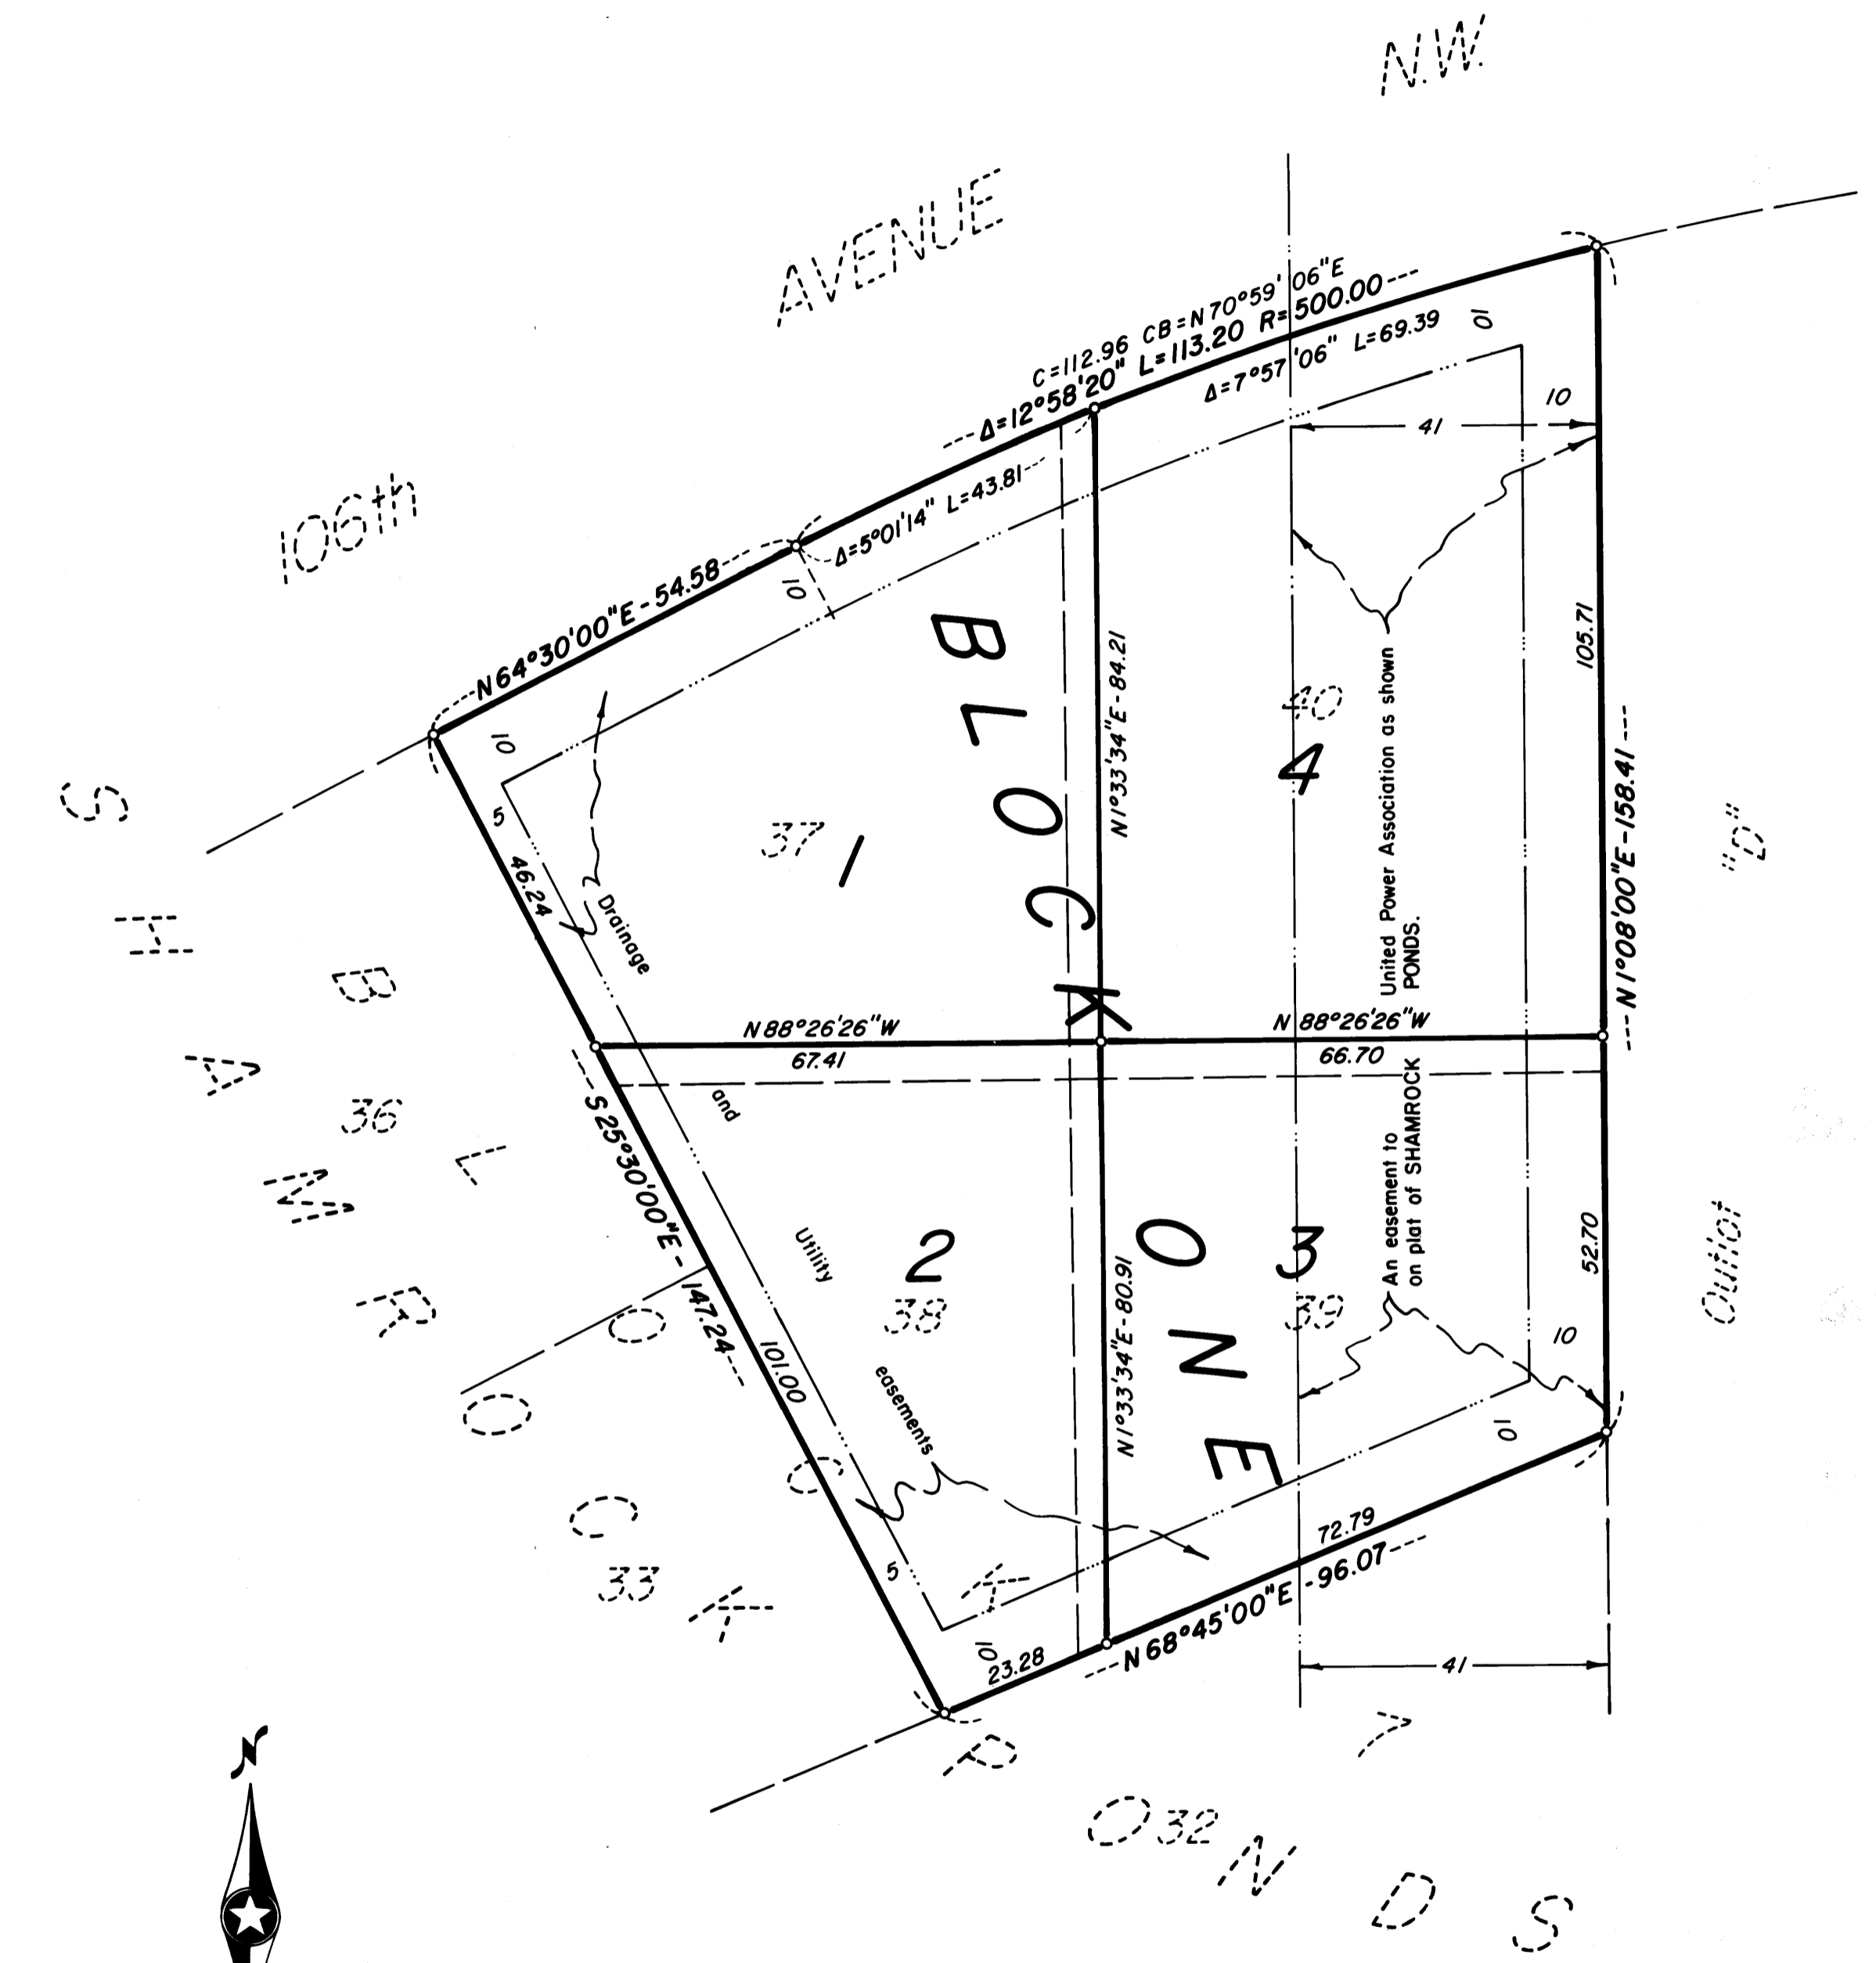 N.W.
AVENUE
106th
C=112.96 CB=N70°59'06"E
Δ=12°58'20" L=113.20 R=500.00
Δ=7°57'06" L=69.39
10
10
41
Δ=5°01'14" L=43.81
10
N64°30'00"E-54.58
10
5
46.24
37
1
BLOCK ONE
N1°33'34"E-84.21
40
4
105.71
N1°08'00"E-158.41
Outlot "D"
An easement to United Power Association as shown
on plat of SHAMROCK PONDS.
Drainage and Utility easements
N88°26'26"W
67.41
N88°26'26"W
66.70
S25°30'00"E-147.24
101.00
2
38
N1°33'34"E-80.91
3
39
52.70
10
10
5
10
23.28
72.79
N68°45'00"E-96.07
41
SHAMROCK PONDS
BLOCK 7
36
33
32
N